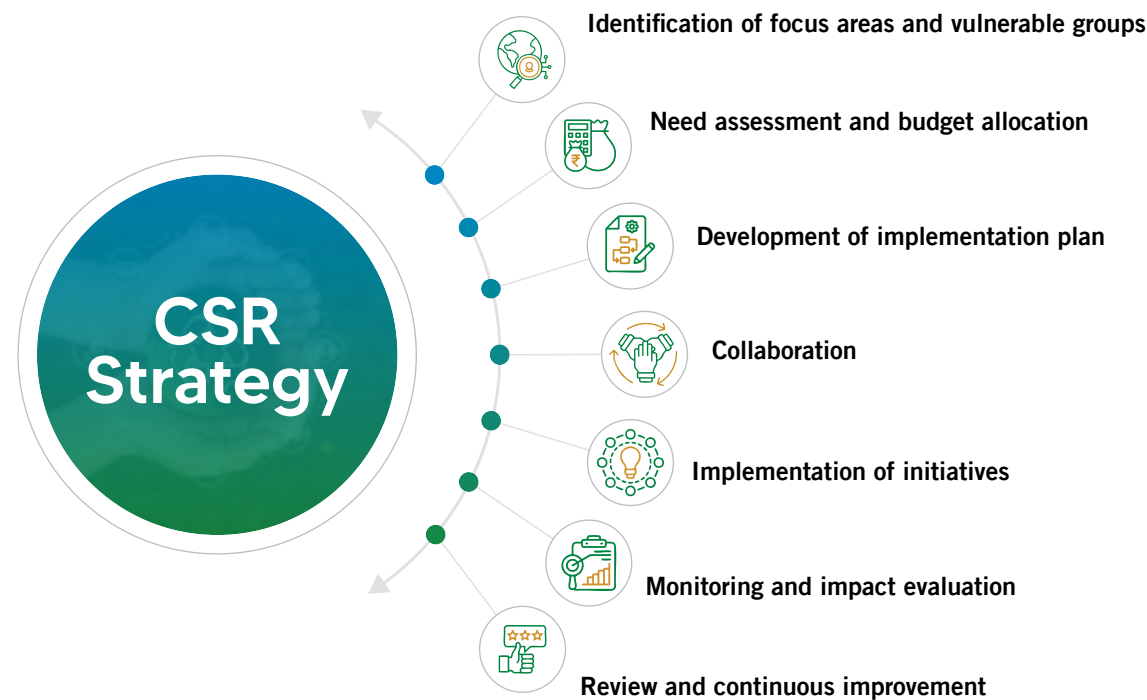 Identification of focus areas and vulnerable groups
Need assessment and budget allocation
₹
Development of implementation plan
CSR
Strategy
Collaboration
Implementation of initiatives
Monitoring and impact evaluation
Review and continuous improvement